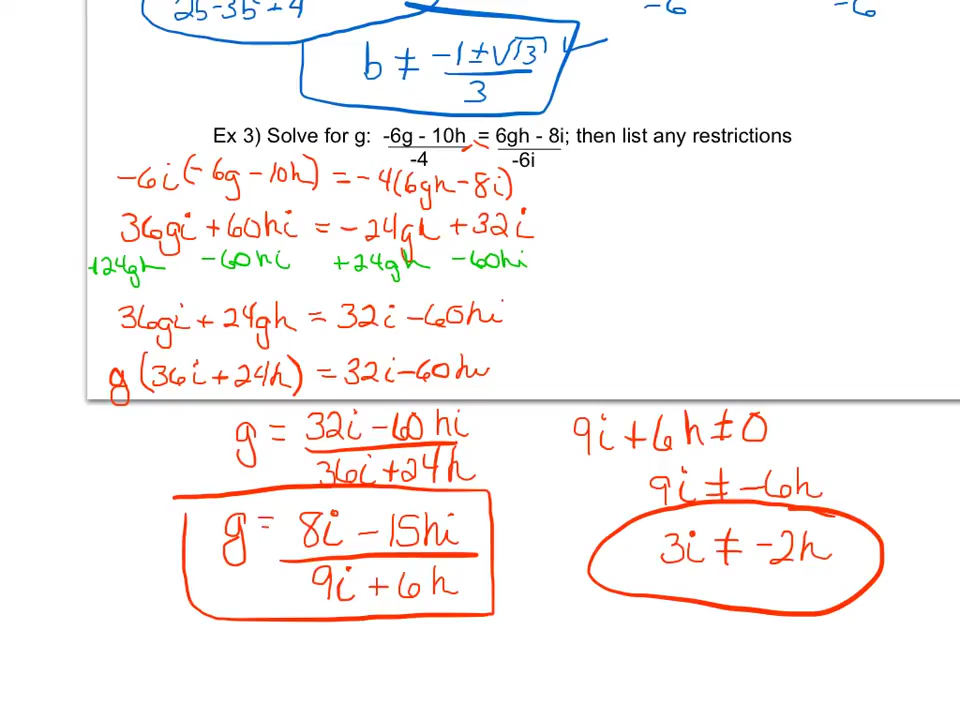 2b-3b²+4
-6 -6
b ≠ (-1±√13)/3
Ex 3) Solve for g: -6g - 10h = 6gh - 8i; then list any restrictions
-4 -6i
-6i(-6g-10h) = -4(6gh-8i)
36gi + 60hi = -24gh + 32i
+24gh -60hi +24gh -60hi
36gi + 24gh = 32i - 60hi
g(36i+24h) = 32i-60hi
g = (32i-60hi)/(36i+24h)
9i+6h≠0
9i ≠ -6h
g = (8i - 15hi)/(9i + 6h)
3i ≠ -2h